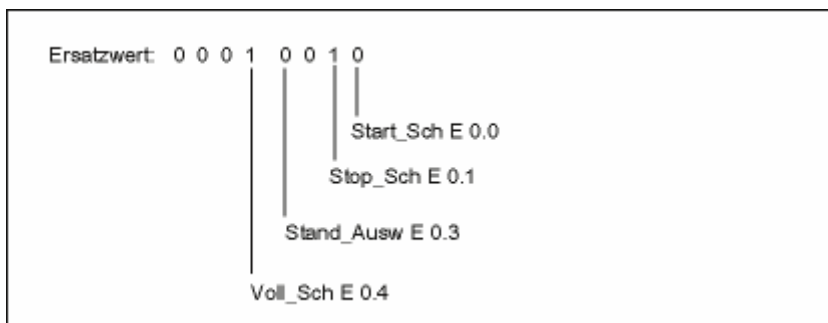 Ersatzwert: 0 0 0 1 0 0 1 0
Start_Sch E 0.0
Stop_Sch E 0.1
Stand_Ausw E 0.3
Voll_Sch E 0.4